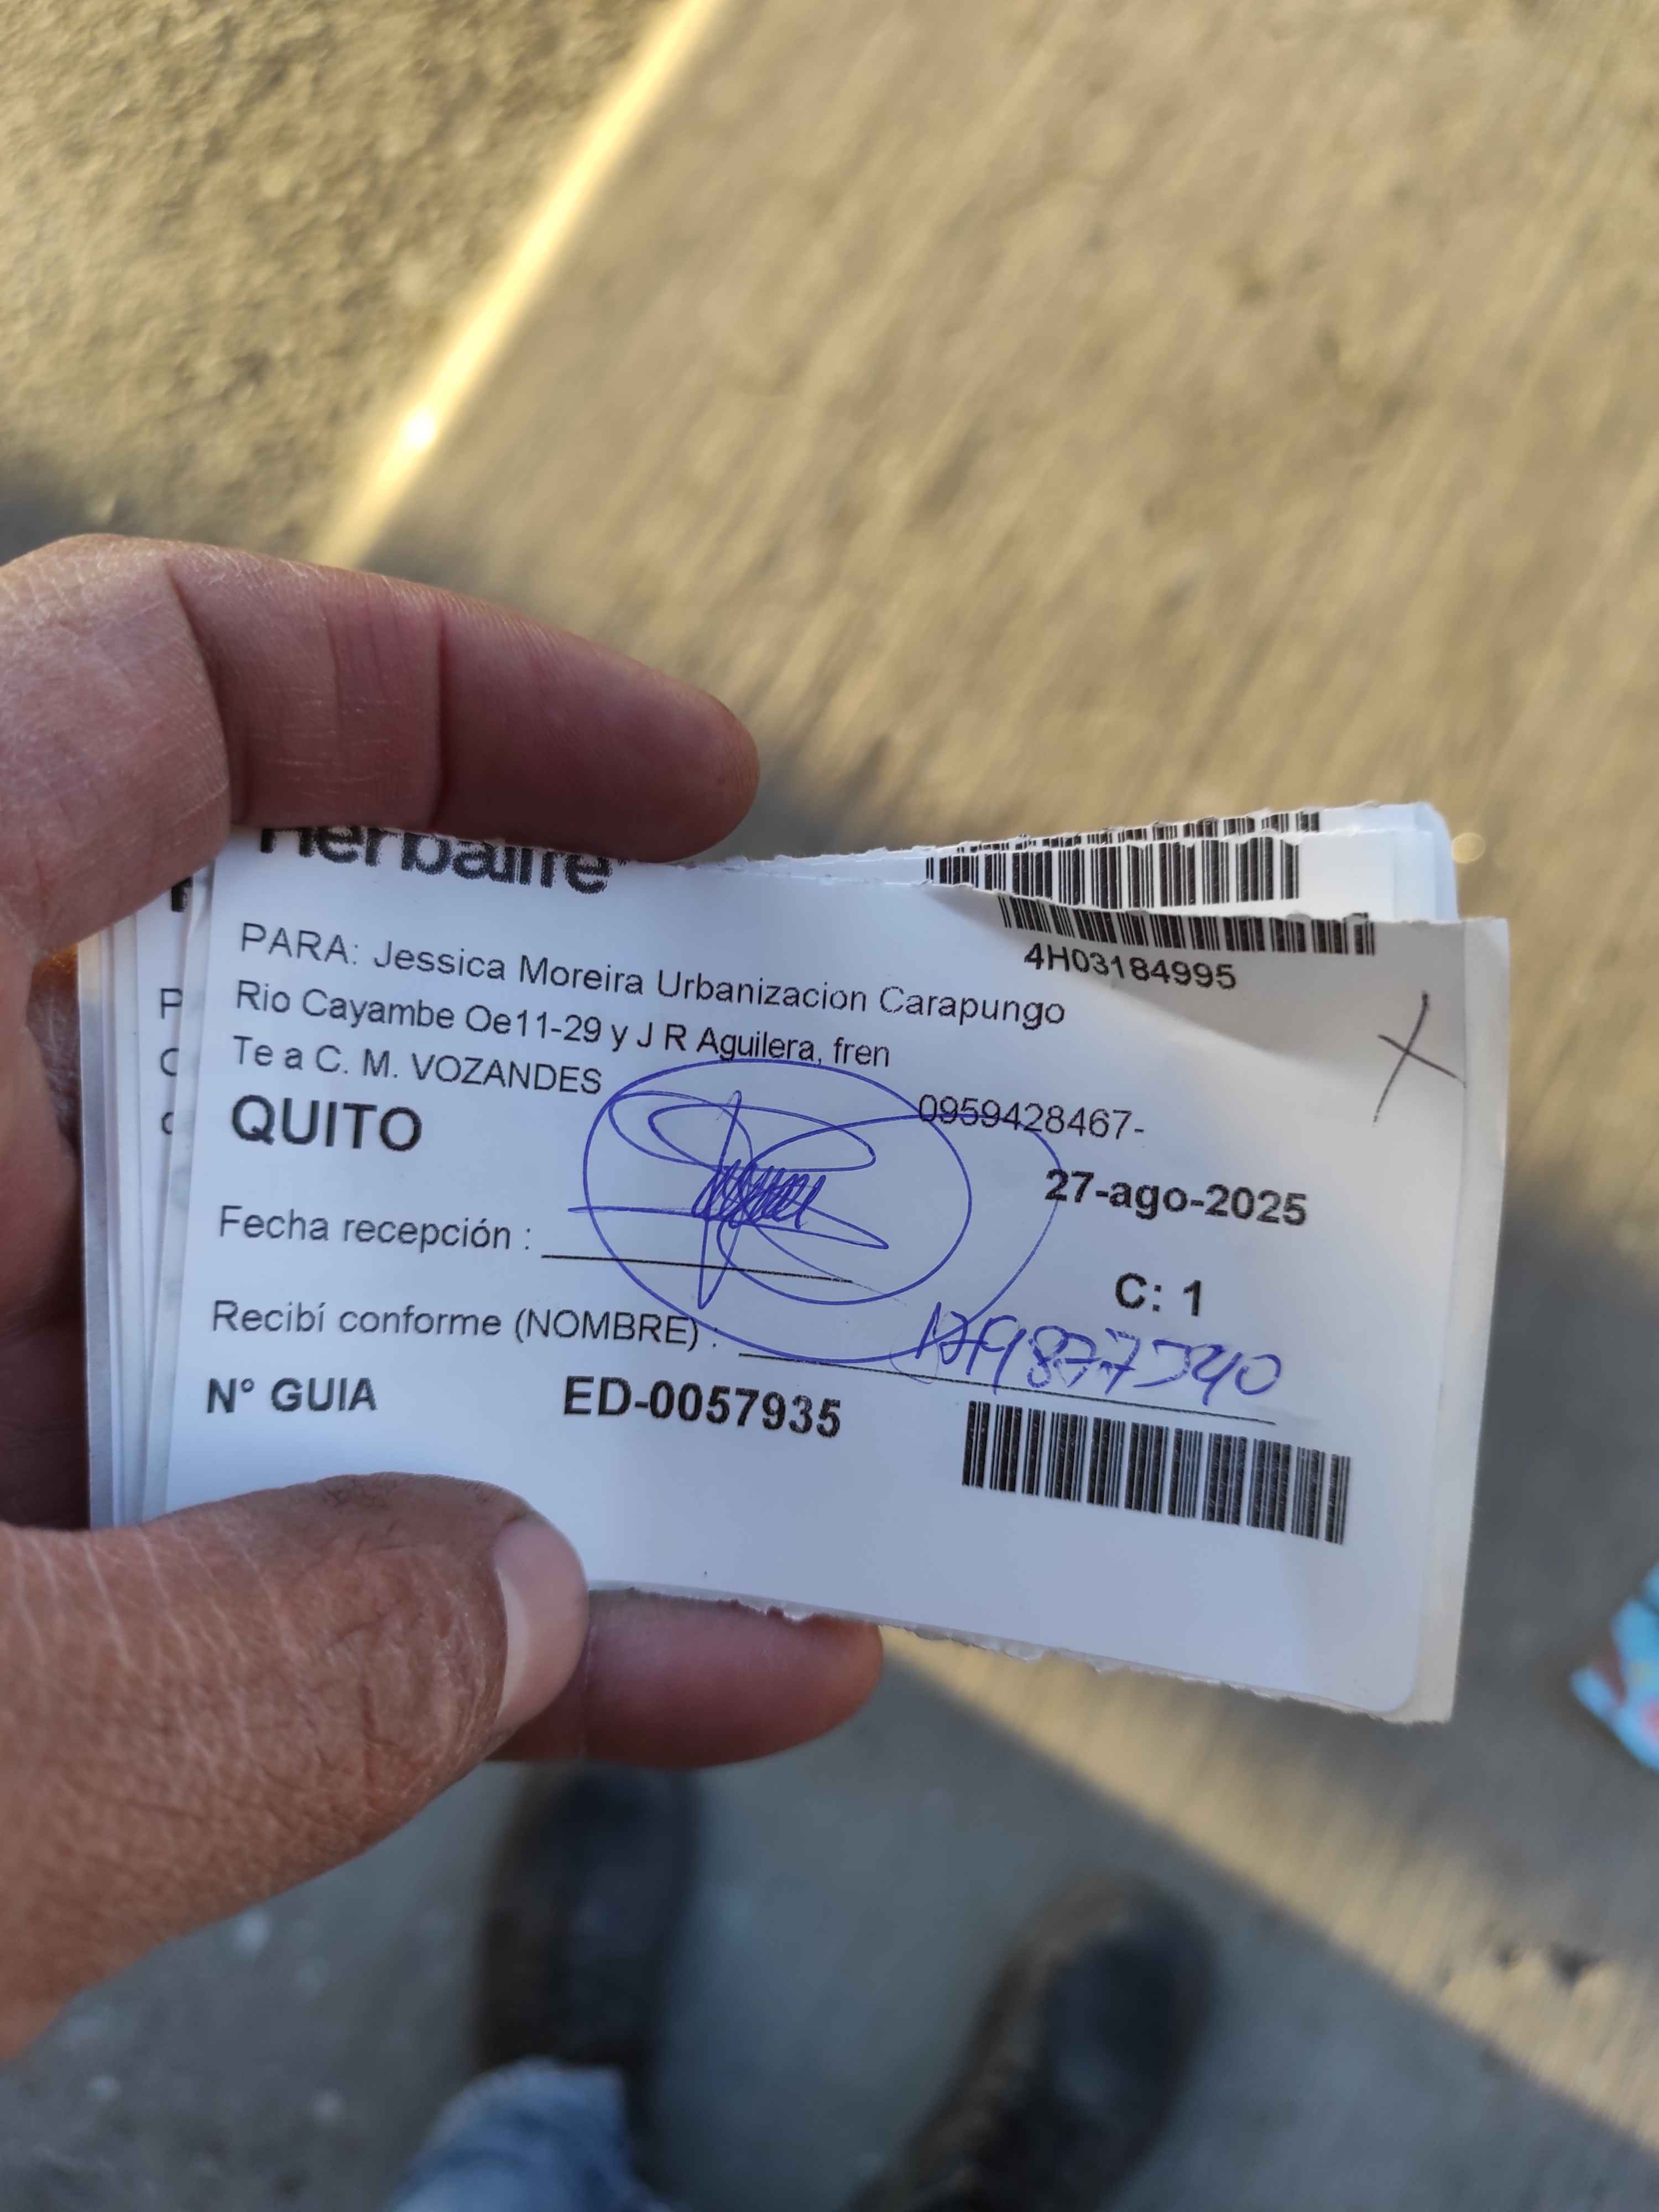 Herbalife
4H03184995
PARA: Jessica Moreira Urbanizacion Carapungo
Rio Cayambe Oe11-29 y J R Aguilera, fren
Te a C. M. VOZANDES
0959428467-
QUITO
27-ago-2025
Fecha recepción :
C: 1
Recibí conforme (NOMBRE) :
N° GUIA ED-0057935